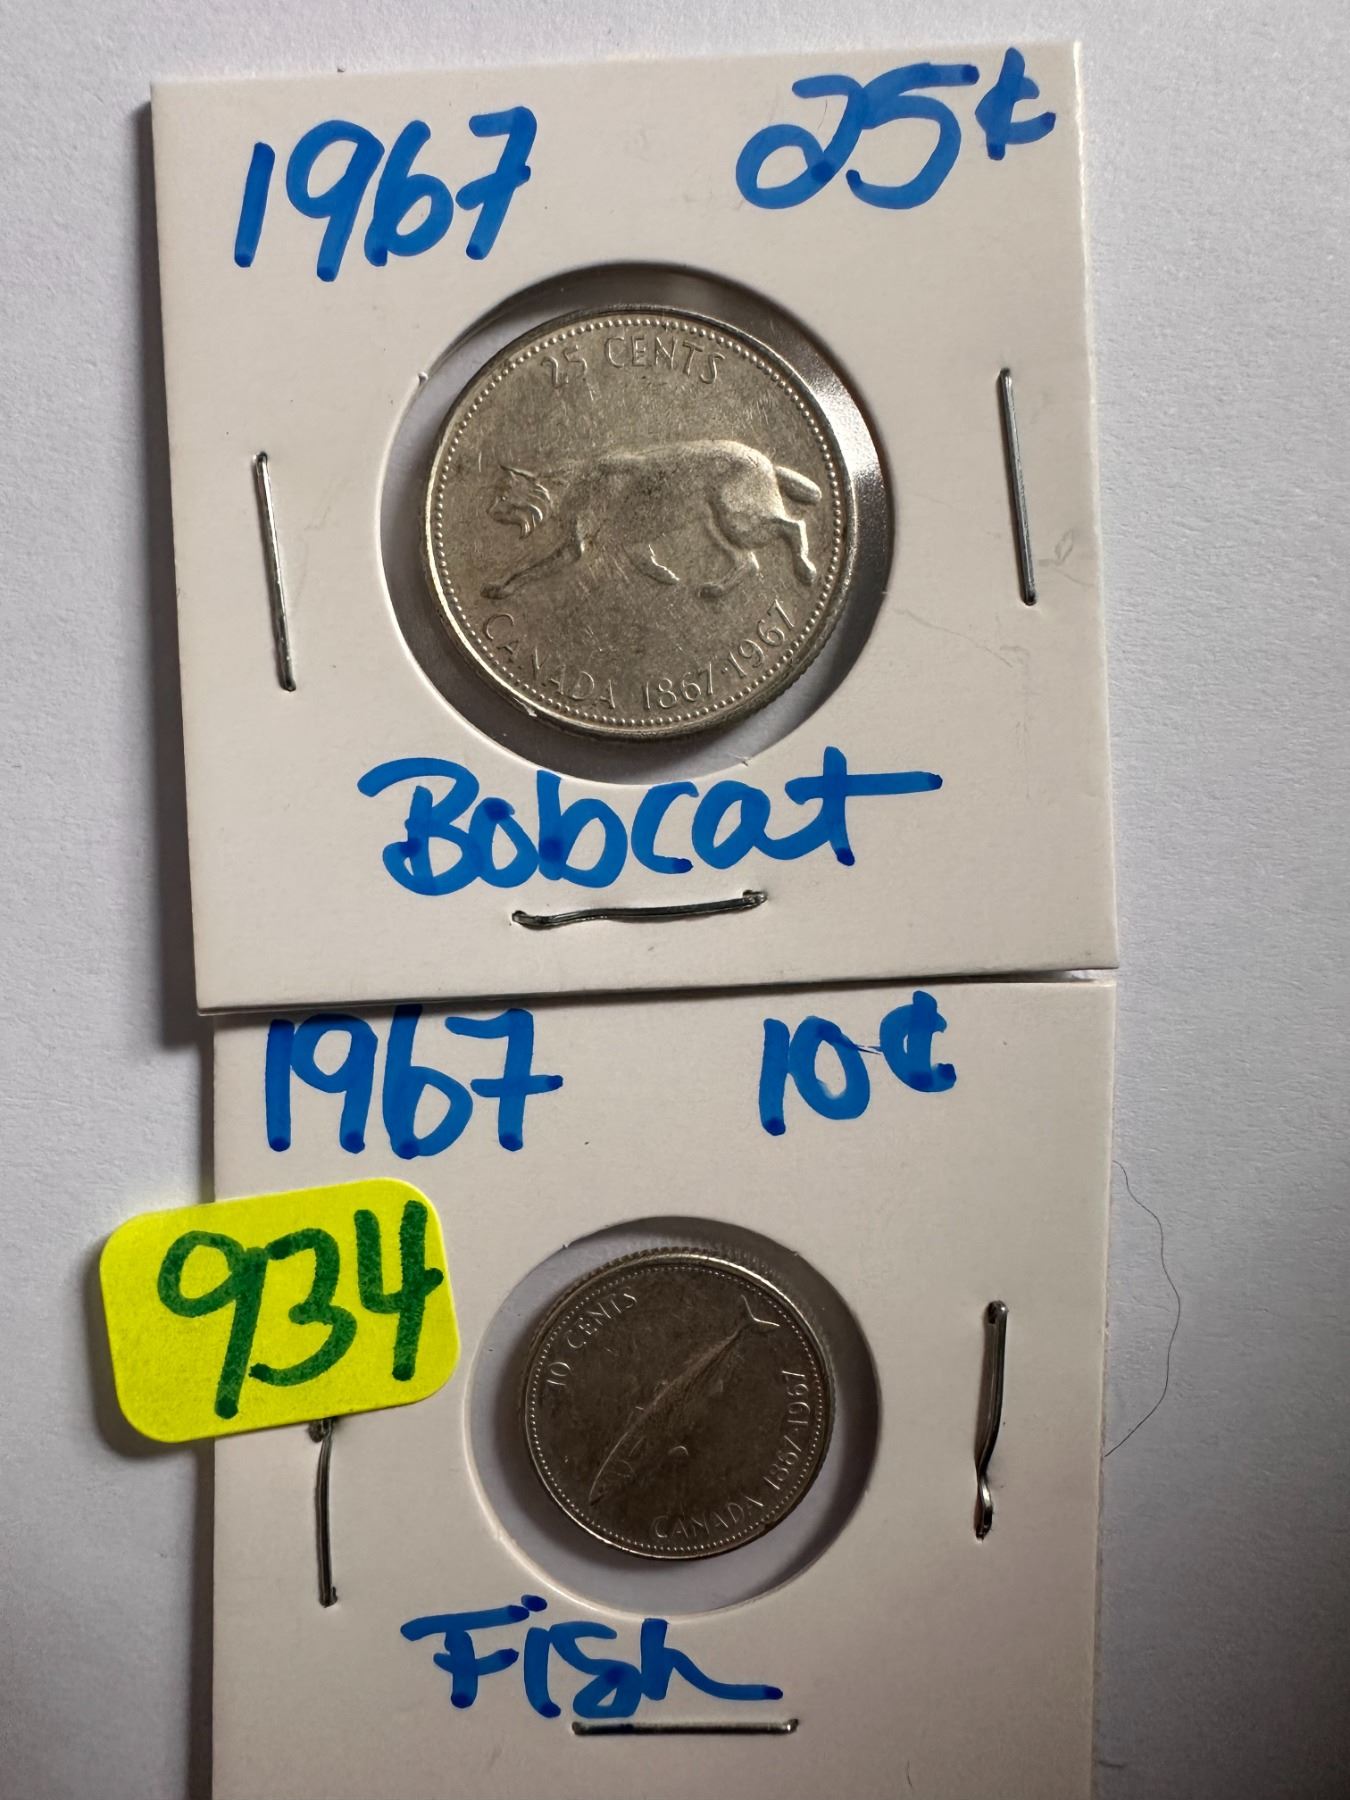 1967 25¢
25 CENTS
CANADA 1867·1967
Bobcat
1967 10¢
934
10 CENTS
CANADA 1867·1967
Fish